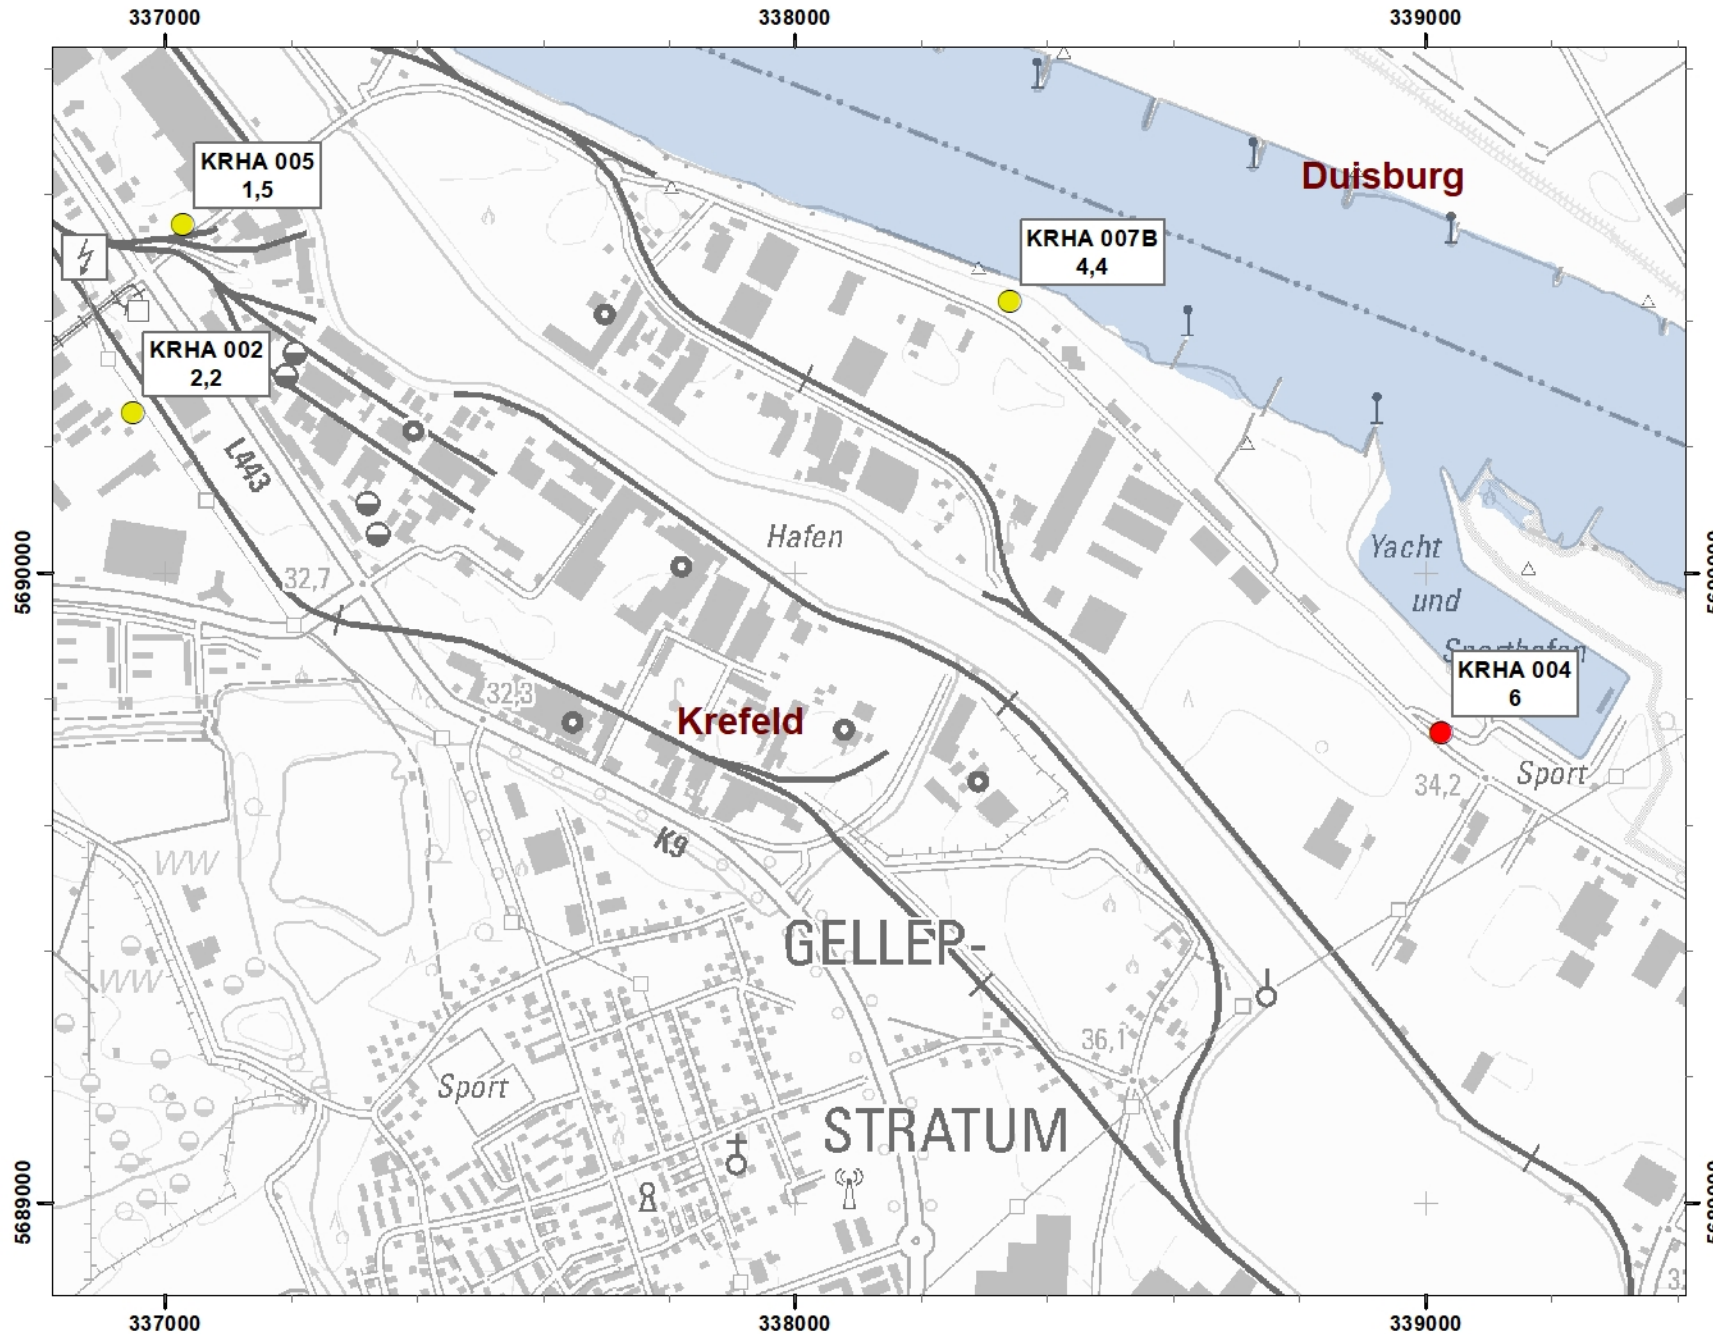 337000
338000
339000
KRHA 005
1,5
Duisburg
KRHA 007B
4,4
KRHA 002
2,2
L443
Hafen
Yacht
und
Sporthafen
5690000
5690000
32,7
KRHA 004
6
32,3
Krefeld
34,2
Sport
K9
WW
GELLEP-
WW
36,1
Sport
STRATUM
5689000
5689000
337000
338000
339000